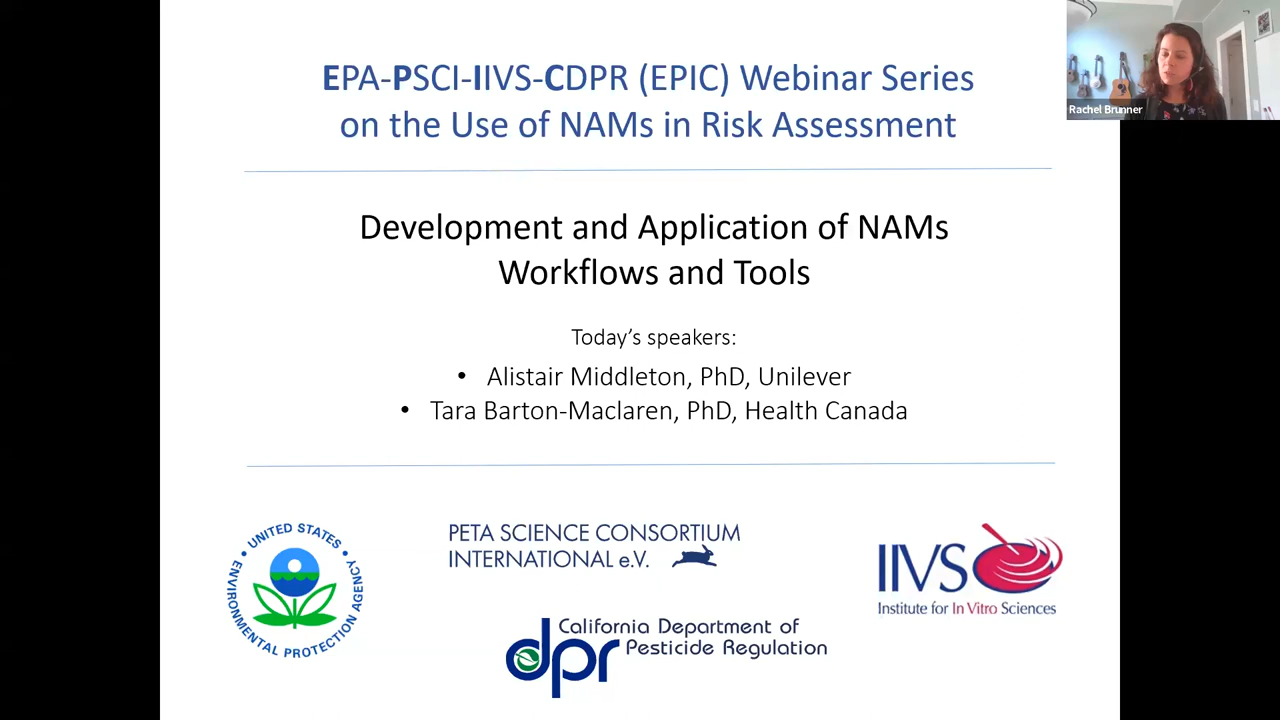 EPA-PSCI-IIVS-CDPR (EPIC) Webinar Series
on the Use of NAMs in Risk Assessment
Rachel Brunner
Development and Application of NAMs
Workflows and Tools
Today's speakers:
• Alistair Middleton, PhD, Unilever
• Tara Barton-Maclaren, PhD, Health Canada
UNITED STATES
ENVIRONMENTAL PROTECTION AGENCY
PETA SCIENCE CONSORTIUM
INTERNATIONAL e.V.
IIVS
Institute for In Vitro Sciences
dpr
California Department of
Pesticide Regulation